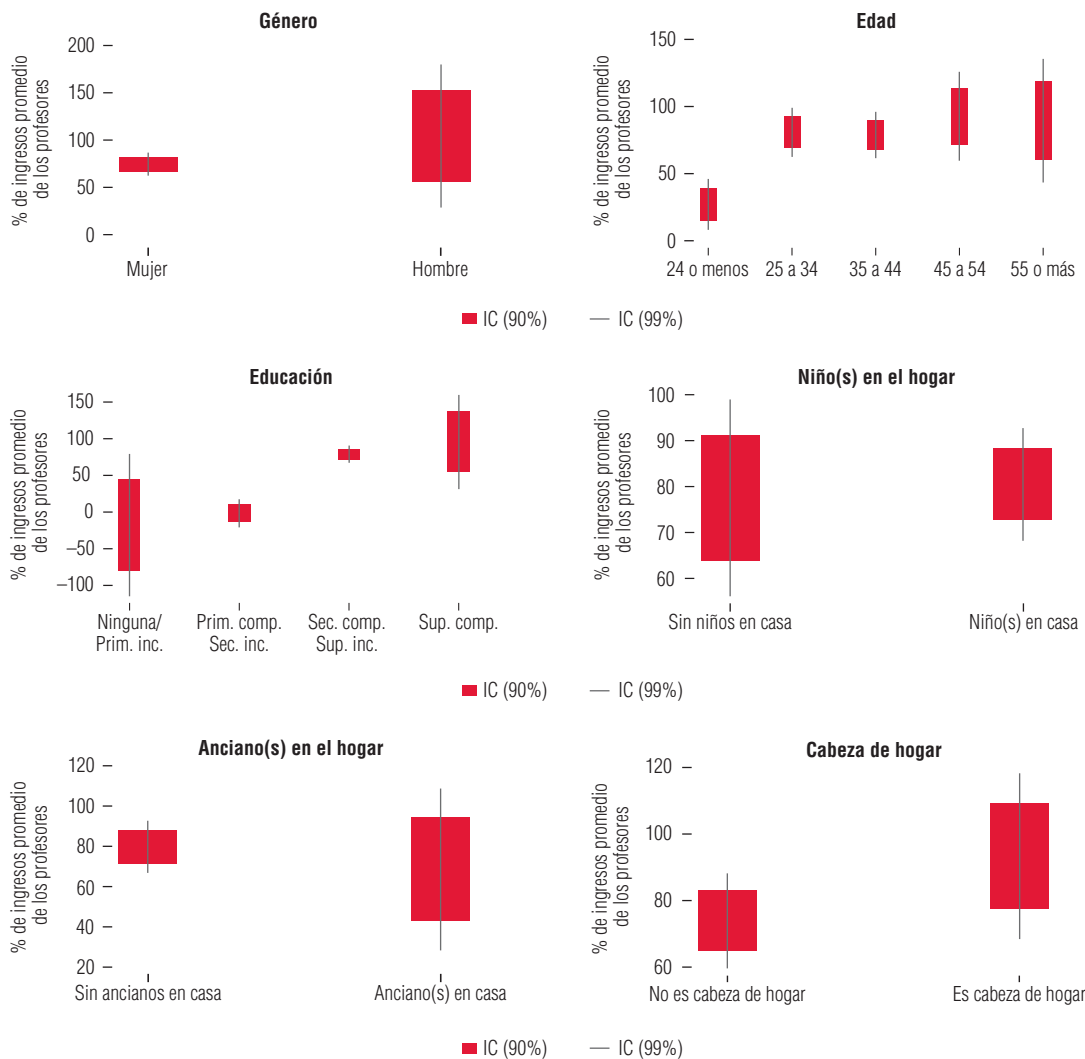 Género
% de ingresos promedio
de los profesores
200
150
100
50
0
Mujer
Hombre
Edad
% de ingresos promedio
de los profesores
150
100
50
0
24 o menos
25 a 34
35 a 44
45 a 54
55 o más
IC (90%)
IC (99%)
Educación
% de ingresos promedio
de los profesores
150
100
50
0
–50
–100
Ninguna/
Prim. inc.
Prim. comp.
Sec. inc.
Sec. comp.
Sup. inc.
Sup. comp.
Niño(s) en el hogar
% de ingresos promedio
de los profesores
100
90
80
70
60
Sin niños en casa
Niño(s) en casa
IC (90%)
IC (99%)
Anciano(s) en el hogar
% de ingresos promedio
de los profesores
120
100
80
60
40
20
Sin ancianos en casa
Anciano(s) en casa
Cabeza de hogar
% de ingresos promedio
de los profesores
120
100
80
60
No es cabeza de hogar
Es cabeza de hogar
IC (90%)
IC (99%)